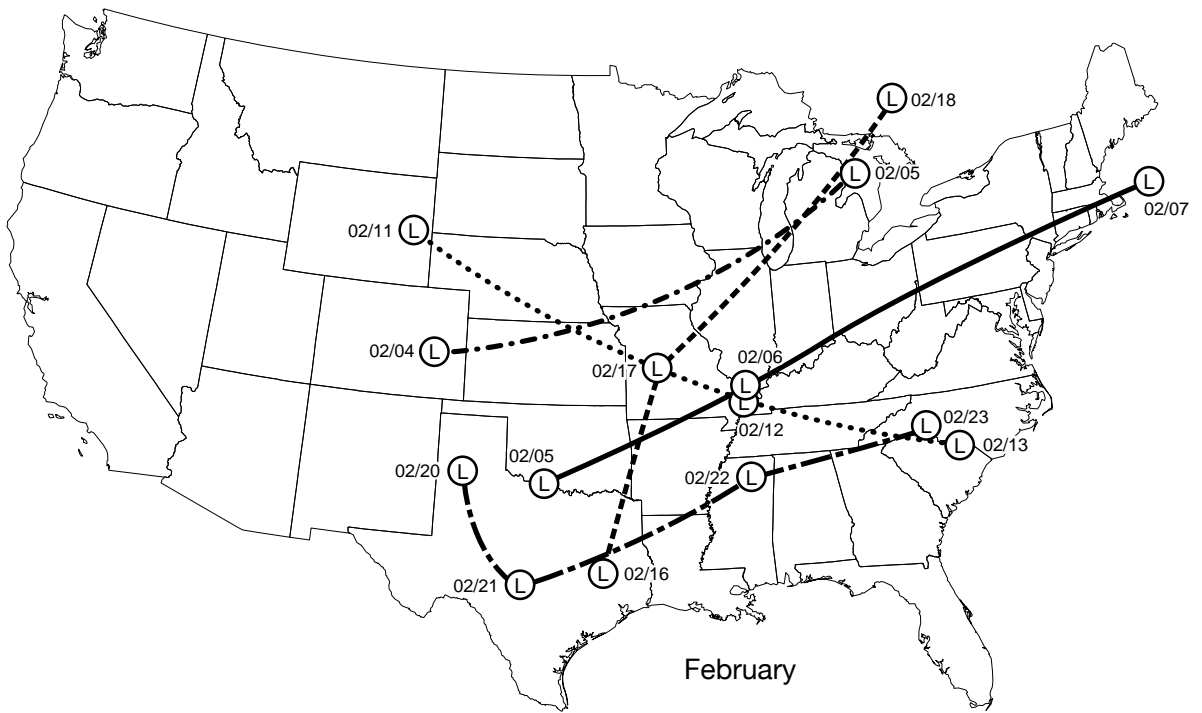 L 02/18
L 02/05
L
02/07
02/11 L
02/04 L
02/06
02/17 L
L
L
02/12
L 02/23
L 02/13
02/05
02/20 L
L
02/22 L
L 02/16
02/21 L
February